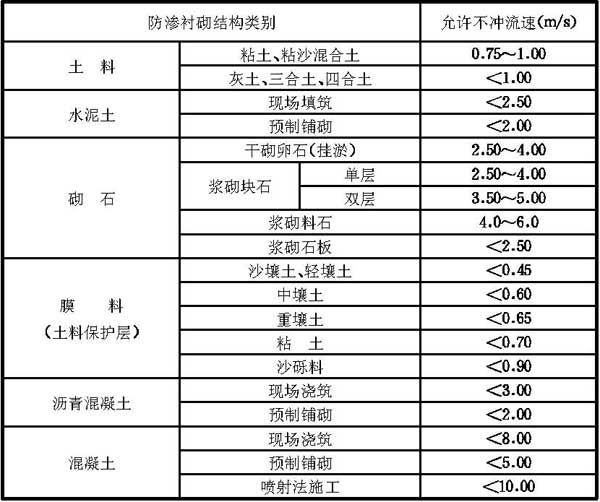 防渗衬砌结构类别 允许不冲流速(m/s)
土 料 粘土、粘沙混合土 0.75～1.00
灰土、三合土、四合土 <1.00
水泥土 现场填筑 <2.50
预制铺砌 <2.00
砌 石 干砌卵石(挂淤) 2.50～4.00
浆砌块石 单层 2.50～4.00
双层 3.50～5.00
浆砌料石 4.0～6.0
浆砌石板 <2.50
膜 料
(土料保护层) 沙壤土、轻壤土 <0.45
中壤土 <0.60
重壤土 <0.65
粘 土 <0.70
沙砾料 <0.90
沥青混凝土 现场浇筑 <3.00
预制铺砌 <2.00
混凝土 现场浇筑 <8.00
预制铺砌 <5.00
喷射法施工 <10.00